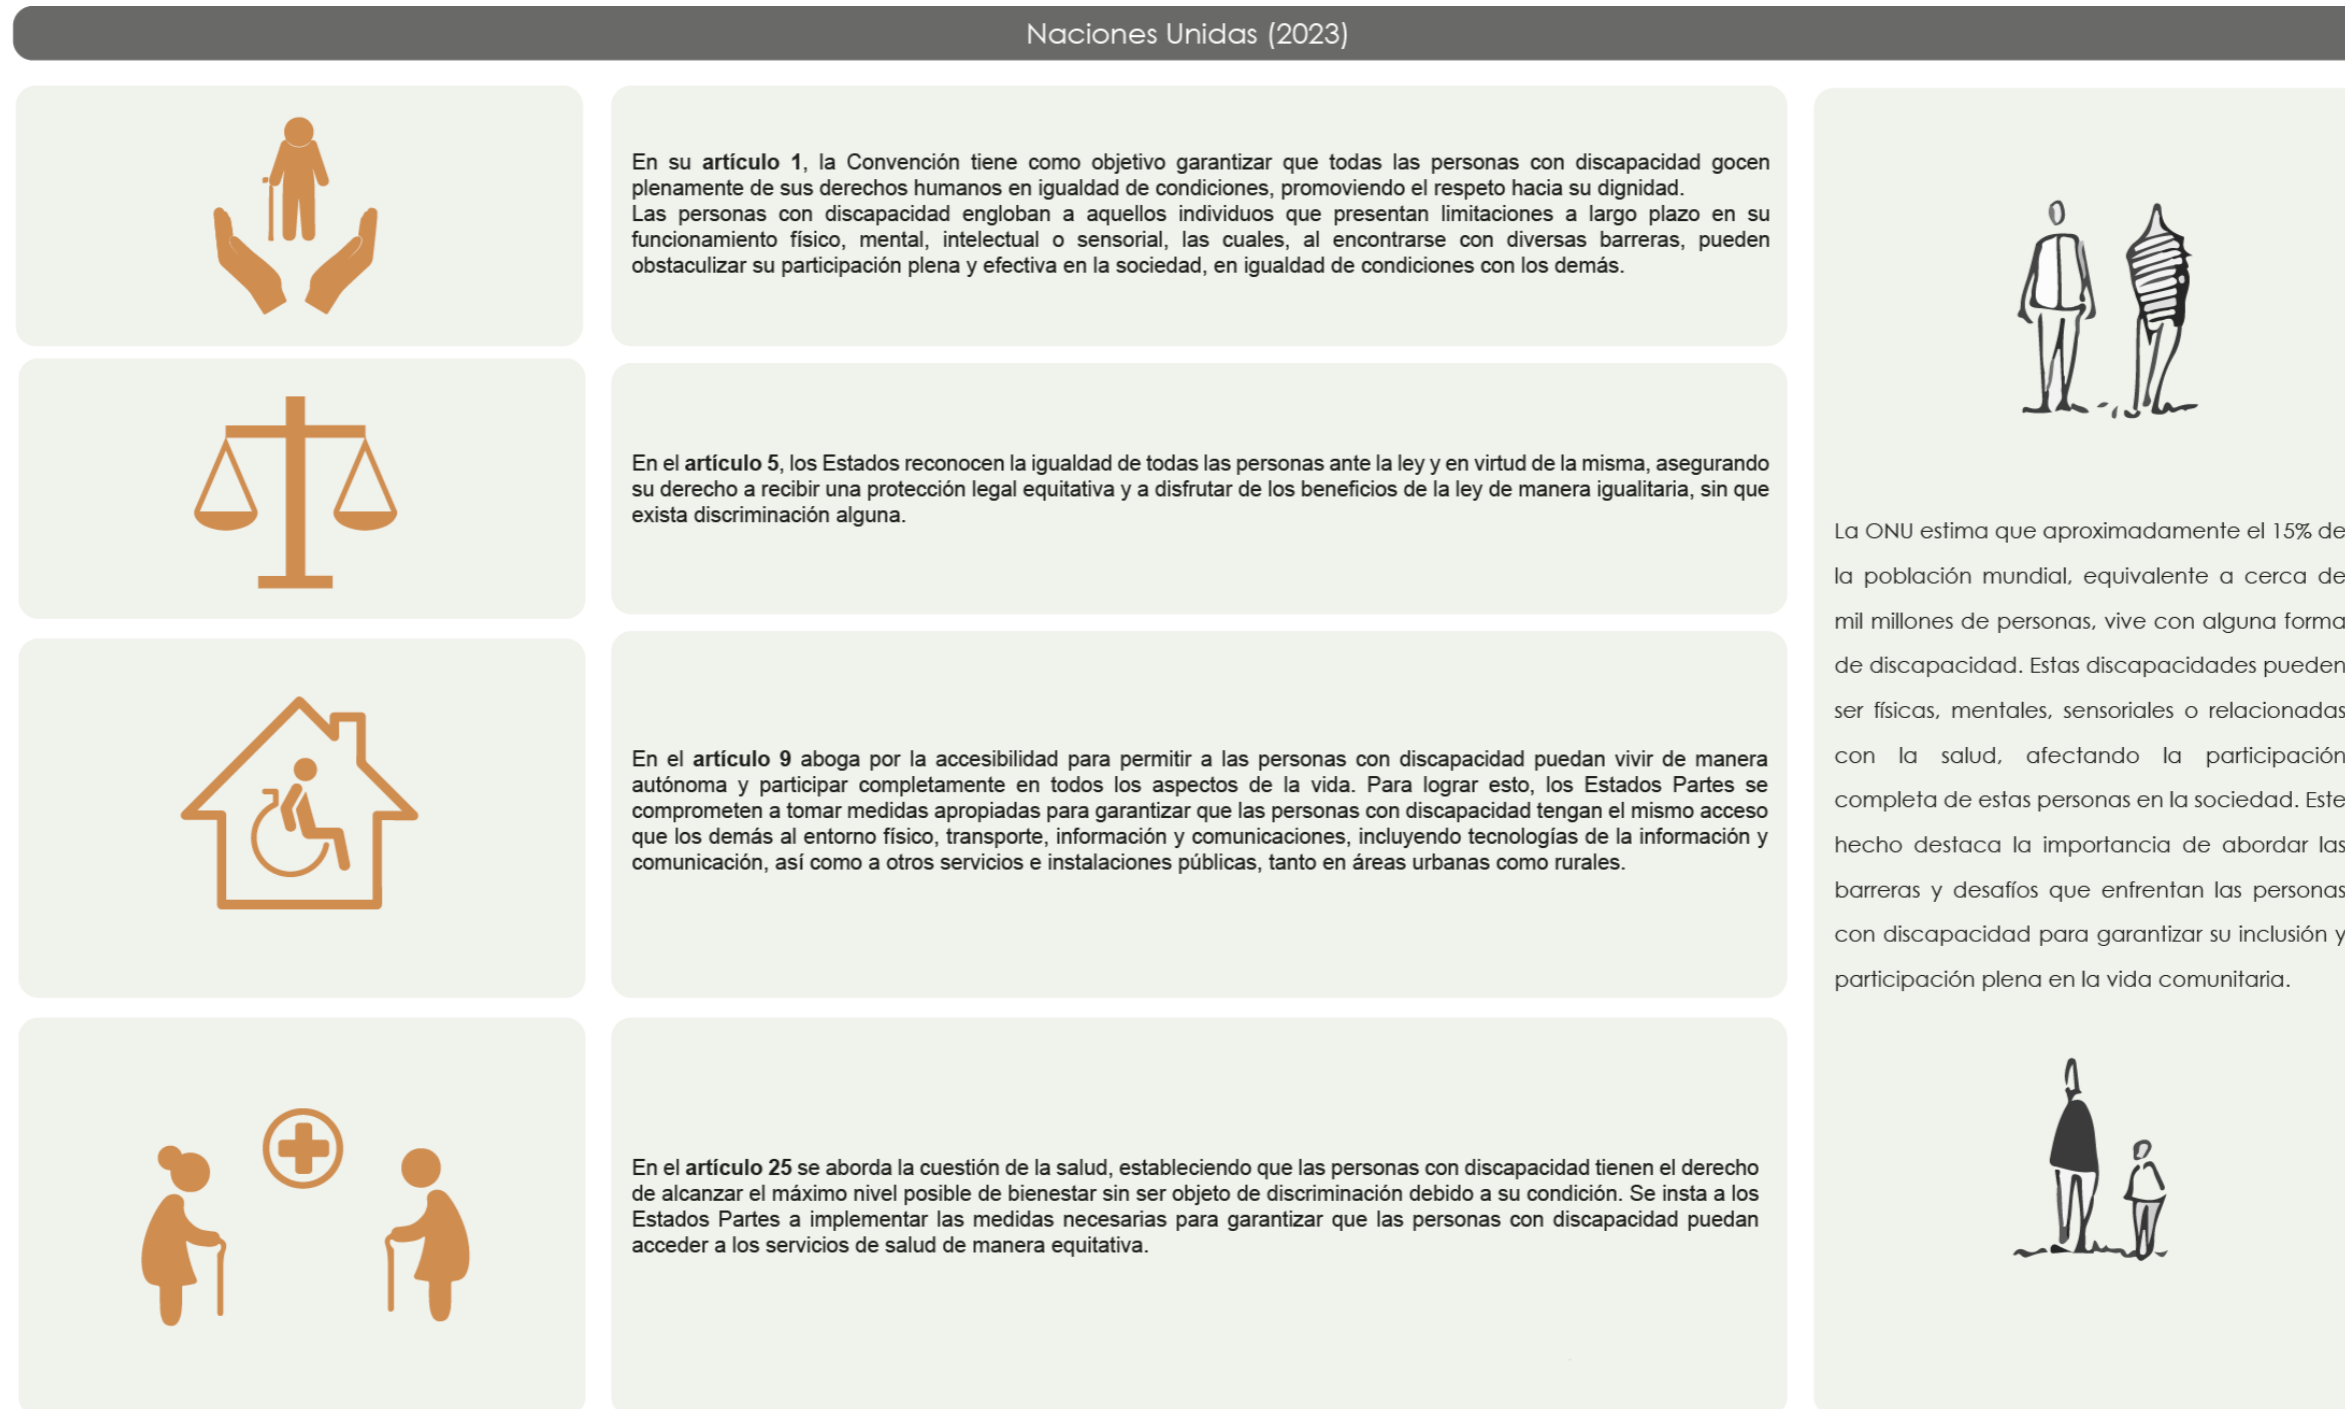 Naciones Unidas (2023)
En su artículo 1, la Convención tiene como objetivo garantizar que todas las personas con discapacidad gocen
plenamente de sus derechos humanos en igualdad de condiciones, promoviendo el respeto hacia su dignidad.
Las personas con discapacidad engloban a aquellos individuos que presentan limitaciones a largo plazo en su
funcionamiento físico, mental, intelectual o sensorial, las cuales, al encontrarse con diversas barreras, pueden
obstaculizar su participación plena y efectiva en la sociedad, en igualdad de condiciones con los demás.
En el artículo 5, los Estados reconocen la igualdad de todas las personas ante la ley y en virtud de la misma, asegurando
su derecho a recibir una protección legal equitativa y a disfrutar de los beneficios de la ley de manera igualitaria, sin que
exista discriminación alguna.
En el artículo 9 aboga por la accesibilidad para permitir a las personas con discapacidad puedan vivir de manera
autónoma y participar completamente en todos los aspectos de la vida. Para lograr esto, los Estados Partes se
comprometen a tomar medidas apropiadas para garantizar que las personas con discapacidad tengan el mismo acceso
que los demás al entorno físico, transporte, información y comunicaciones, incluyendo tecnologías de la información y
comunicación, así como a otros servicios e instalaciones públicas, tanto en áreas urbanas como rurales.
En el artículo 25 se aborda la cuestión de la salud, estableciendo que las personas con discapacidad tienen el derecho
de alcanzar el máximo nivel posible de bienestar sin ser objeto de discriminación debido a su condición. Se insta a los
Estados Partes a implementar las medidas necesarias para garantizar que las personas con discapacidad puedan
acceder a los servicios de salud de manera equitativa.
La ONU estima que aproximadamente el 15% de
la población mundial, equivalente a cerca de
mil millones de personas, vive con alguna forma
de discapacidad. Estas discapacidades pueden
ser físicas, mentales, sensoriales o relacionadas
con la salud, afectando la participación
completa de estas personas en la sociedad. Este
hecho destaca la importancia de abordar las
barreras y desafíos que enfrentan las personas
con discapacidad para garantizar su inclusión y
participación plena en la vida comunitaria.